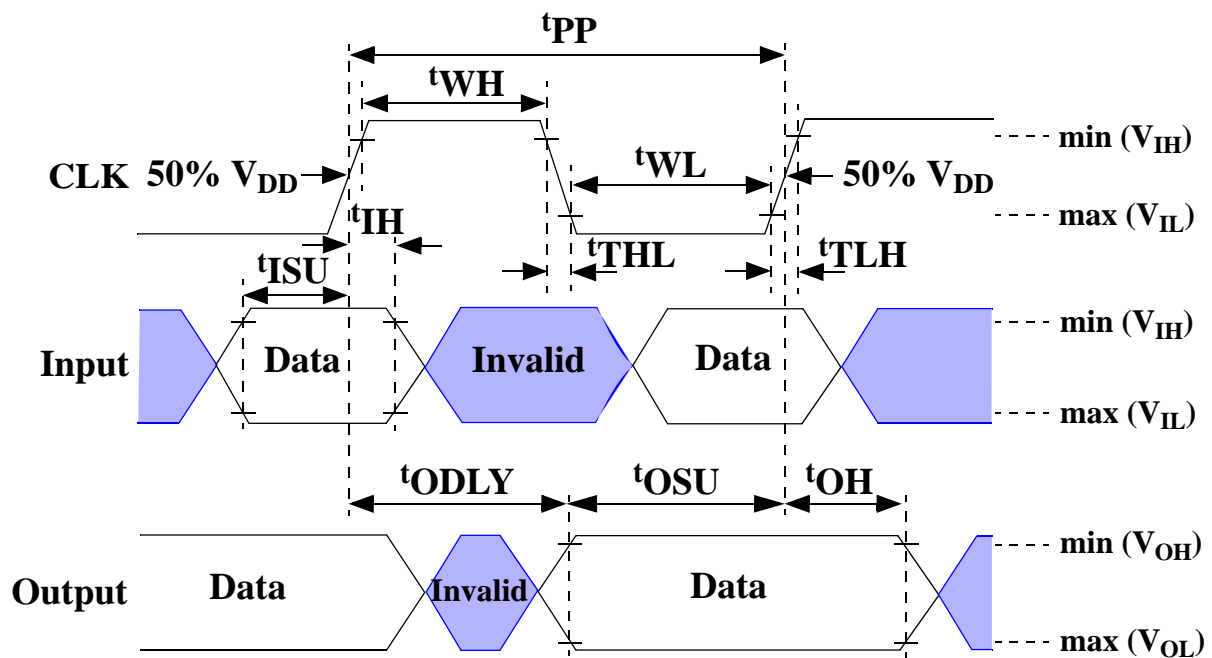 tPP
tWH
min (VIH)
CLK 50% VDD
tWL
50% VDD
max (VIL)
tIH
tTHL
tTLH
tISU
min (VIH)
Input
Data
Invalid
Data
max (VIL)
tODLY
tOSU
tOH
min (VOH)
Output
Data
Invalid
Data
max (VOL)